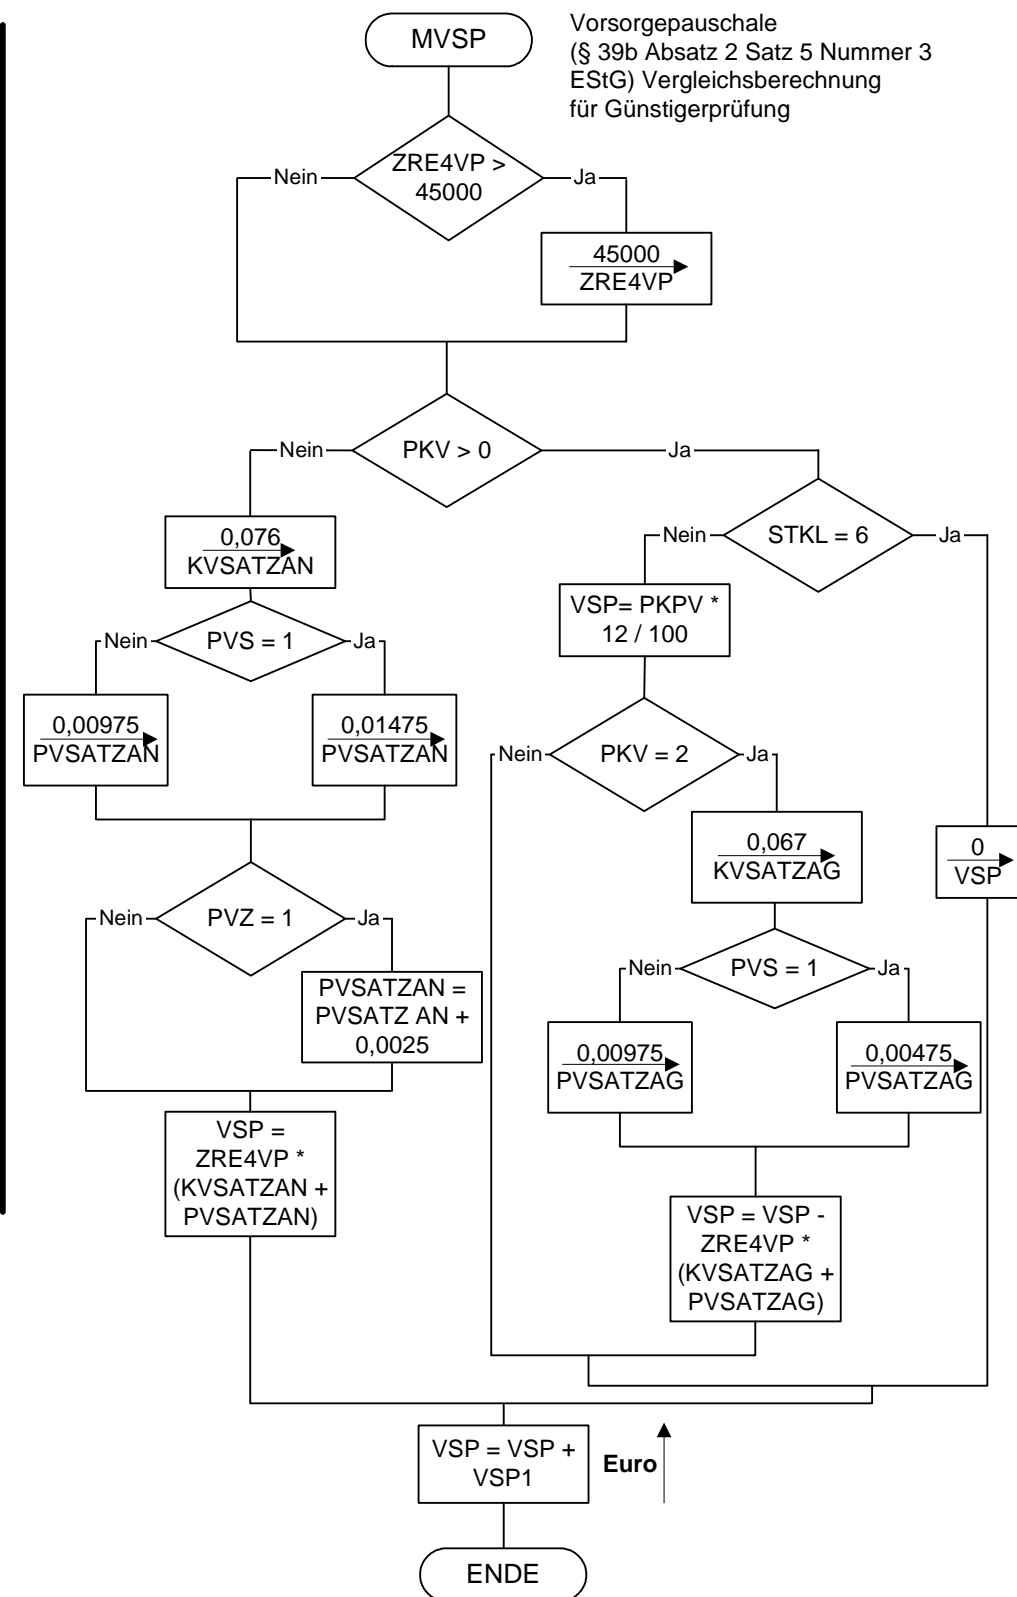 MVSP
Vorsorgepauschale
(§ 39b Absatz 2 Satz 5 Nummer 3
EStG) Vergleichsberechnung
für Günstigerprüfung
ZRE4VP >
45000
Nein
Ja
45000
ZRE4VP
PKV > 0
Nein
Ja
0,076
KVSATZAN
STKL = 6
Nein
Ja
VSP= PKPV *
12 / 100
PVS = 1
Nein
Ja
0,00975
PVSATZAN
0,01475
PVSATZAN
PKV = 2
Nein
Ja
0,067
KVSATZAG
0
VSP
PVZ = 1
Nein
Ja
PVSATZAN =
PVSATZ AN +
0,0025
PVS = 1
Nein
Ja
0,00975
PVSATZAG
0,00475
PVSATZAG
VSP =
ZRE4VP *
(KVSATZAN +
PVSATZAN)
VSP = VSP -
ZRE4VP *
(KVSATZAG +
PVSATZAG)
VSP = VSP +
VSP1
Euro
ENDE